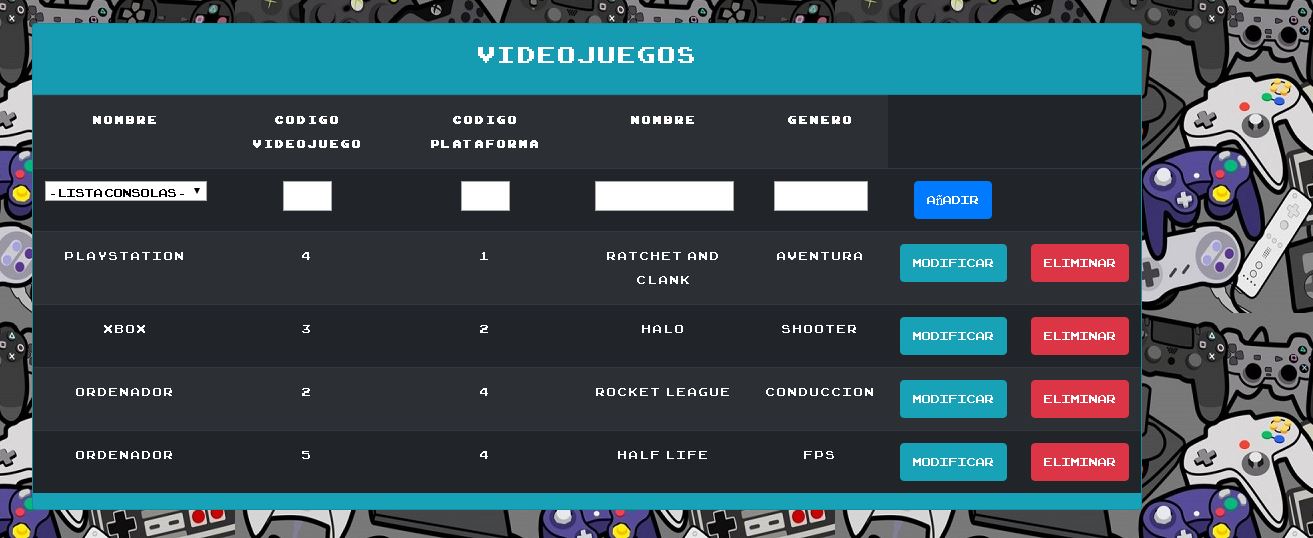 VIDEOJUEGOS
NOMBRE CODIGO VIDEOJUEGO CODIGO PLATAFORMA NOMBRE GENERO
-LISTA CONSOLAS- AÑADIR
PLAYSTATION 4 1 RATCHET AND CLANK AVENTURA MODIFICAR ELIMINAR
XBOX 3 2 HALO SHOOTER MODIFICAR ELIMINAR
ORDENADOR 2 4 ROCKET LEAGUE CONDUCCION MODIFICAR ELIMINAR
ORDENADOR 5 4 HALF LIFE FPS MODIFICAR ELIMINAR